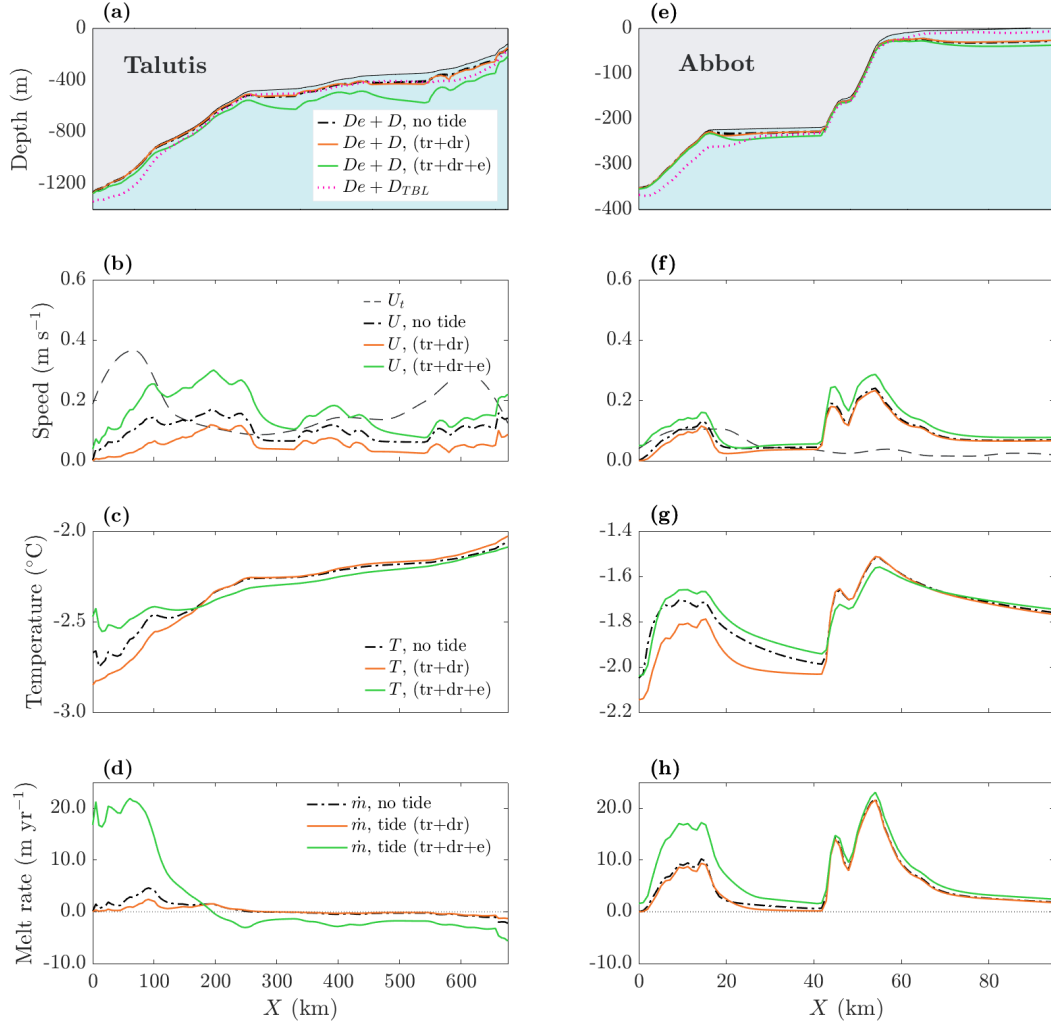 (a)
0
-400
-800
-1200
Depth (m)
Talutis
De + D, no tide
De + D, (tr+dr)
De + D, (tr+dr+e)
De + D_TBL
(e)
0
-100
-200
-300
-400
Abbot
(b)
0.6
0.4
0.2
0.0
Speed (m s⁻¹)
U_t
U, no tide
U, (tr+dr)
U, (tr+dr+e)
(f)
0.6
0.4
0.2
0.0
(c)
-2.0
-2.5
-3.0
Temperature (°C)
T, no tide
T, (tr+dr)
T, (tr+dr+e)
(g)
-1.4
-1.6
-1.8
-2.0
-2.2
(d)
20.0
10.0
0.0
-10.0
Melt rate (m yr⁻¹)
ṁ, no tide
ṁ, tide (tr+dr)
ṁ, tide (tr+dr+e)
0 100 200 300 400 500 600
X (km)
(h)
20.0
10.0
0.0
-10.0
0 20 40 60 80
X (km)